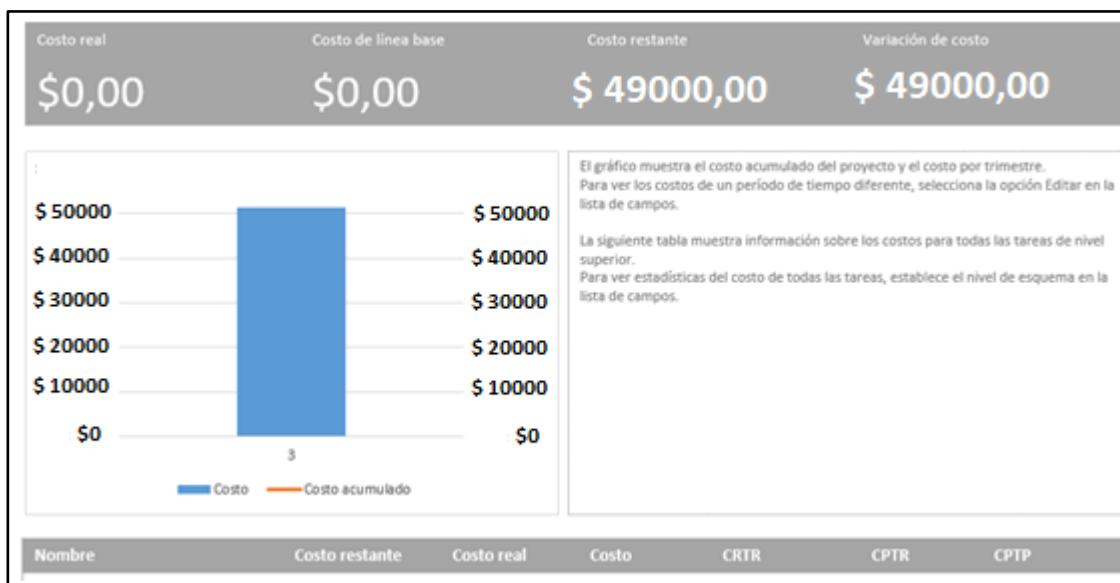 Costo real Costo de línea base Costo restante Variación de costo
$0,00 $0,00 $ 49000,00 $ 49000,00
:
$ 50000 $ 50000
$ 40000 $ 40000
$ 30000 $ 30000
$ 20000 $ 20000
$ 10000 $ 10000
$0 $0
3
Costo Costo acumulado
El gráfico muestra el costo acumulado del proyecto y el costo por trimestre.
Para ver los costos de un período de tiempo diferente, selecciona la opción Editar en la
lista de campos.
La siguiente tabla muestra información sobre los costos para todas las tareas de nivel
superior.
Para ver estadísticas del costo de todas las tareas, establece el nivel de esquema en la
lista de campos.
Nombre Costo restante Costo real Costo CRTR CPTR CPTP